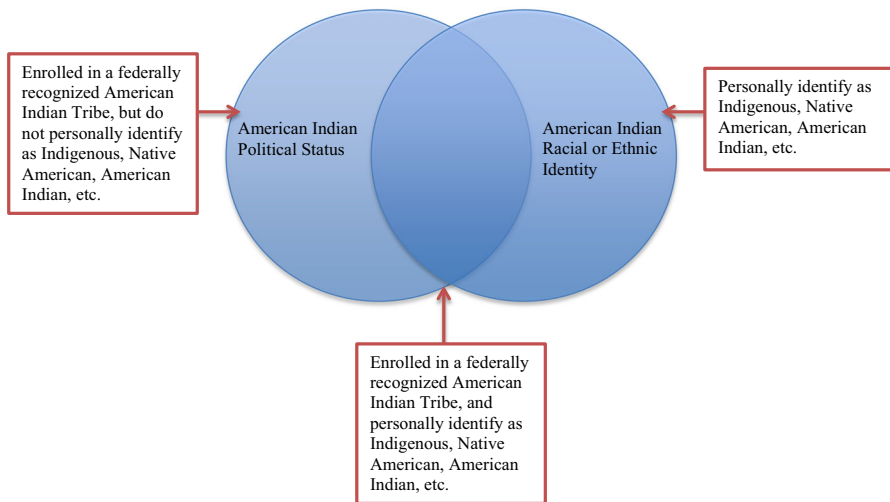 Enrolled in a federally
recognized American
Indian Tribe, but do
not personally identify
as Indigenous, Native
American, American
Indian, etc.
American Indian
Political Status
American Indian
Racial or Ethnic
Identity
Personally identify as
Indigenous, Native
American, American
Indian, etc.
Enrolled in a federally
recognized American
Indian Tribe, and
personally identify as
Indigenous, Native
American, American
Indian, etc.